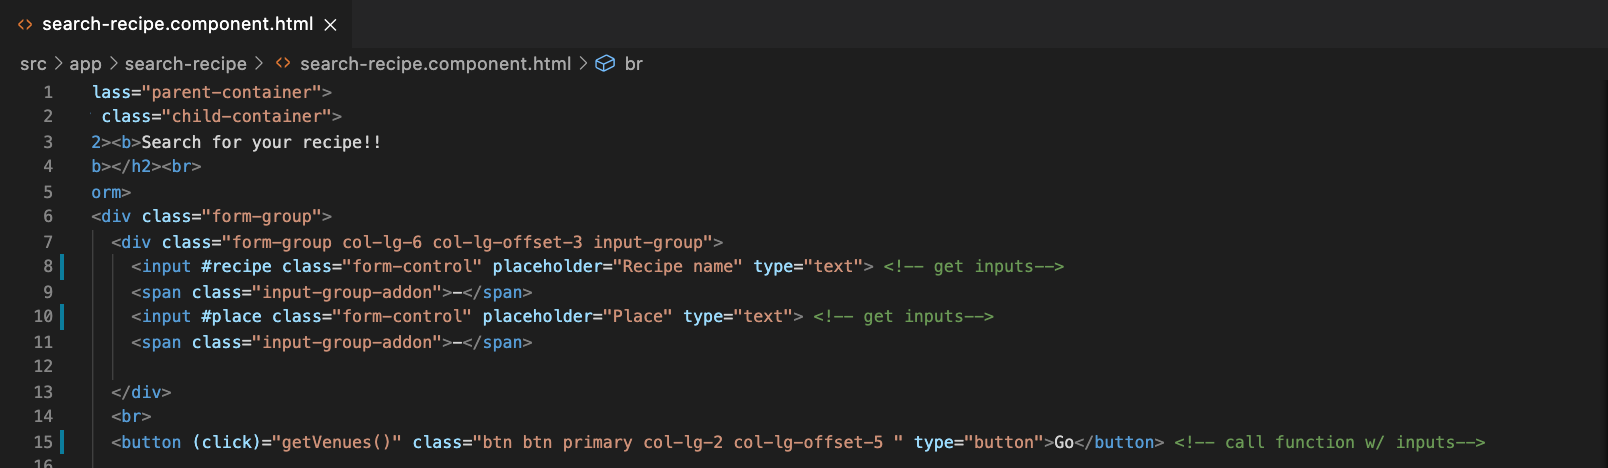 search-recipe.component.html ×
src > app > search-recipe > search-recipe.component.html > br
1 lass="parent-container">
2 class="child-container">
3 2><b>Search for your recipe!!
4 b></h2><br>
5 orm>
6 <div class="form-group">
7 <div class="form-group col-lg-6 col-lg-offset-3 input-group">
8 <input #recipe class="form-control" placeholder="Recipe name" type="text"> <!-- get inputs-->
9 <span class="input-group-addon">-</span>
10 <input #place class="form-control" placeholder="Place" type="text"> <!-- get inputs-->
11 <span class="input-group-addon">-</span>
12
13 </div>
14 <br>
15 <button (click)="getVenues()" class="btn btn primary col-lg-2 col-lg-offset-5 " type="button">Go</button> <!-- call function w/ inputs-->
16